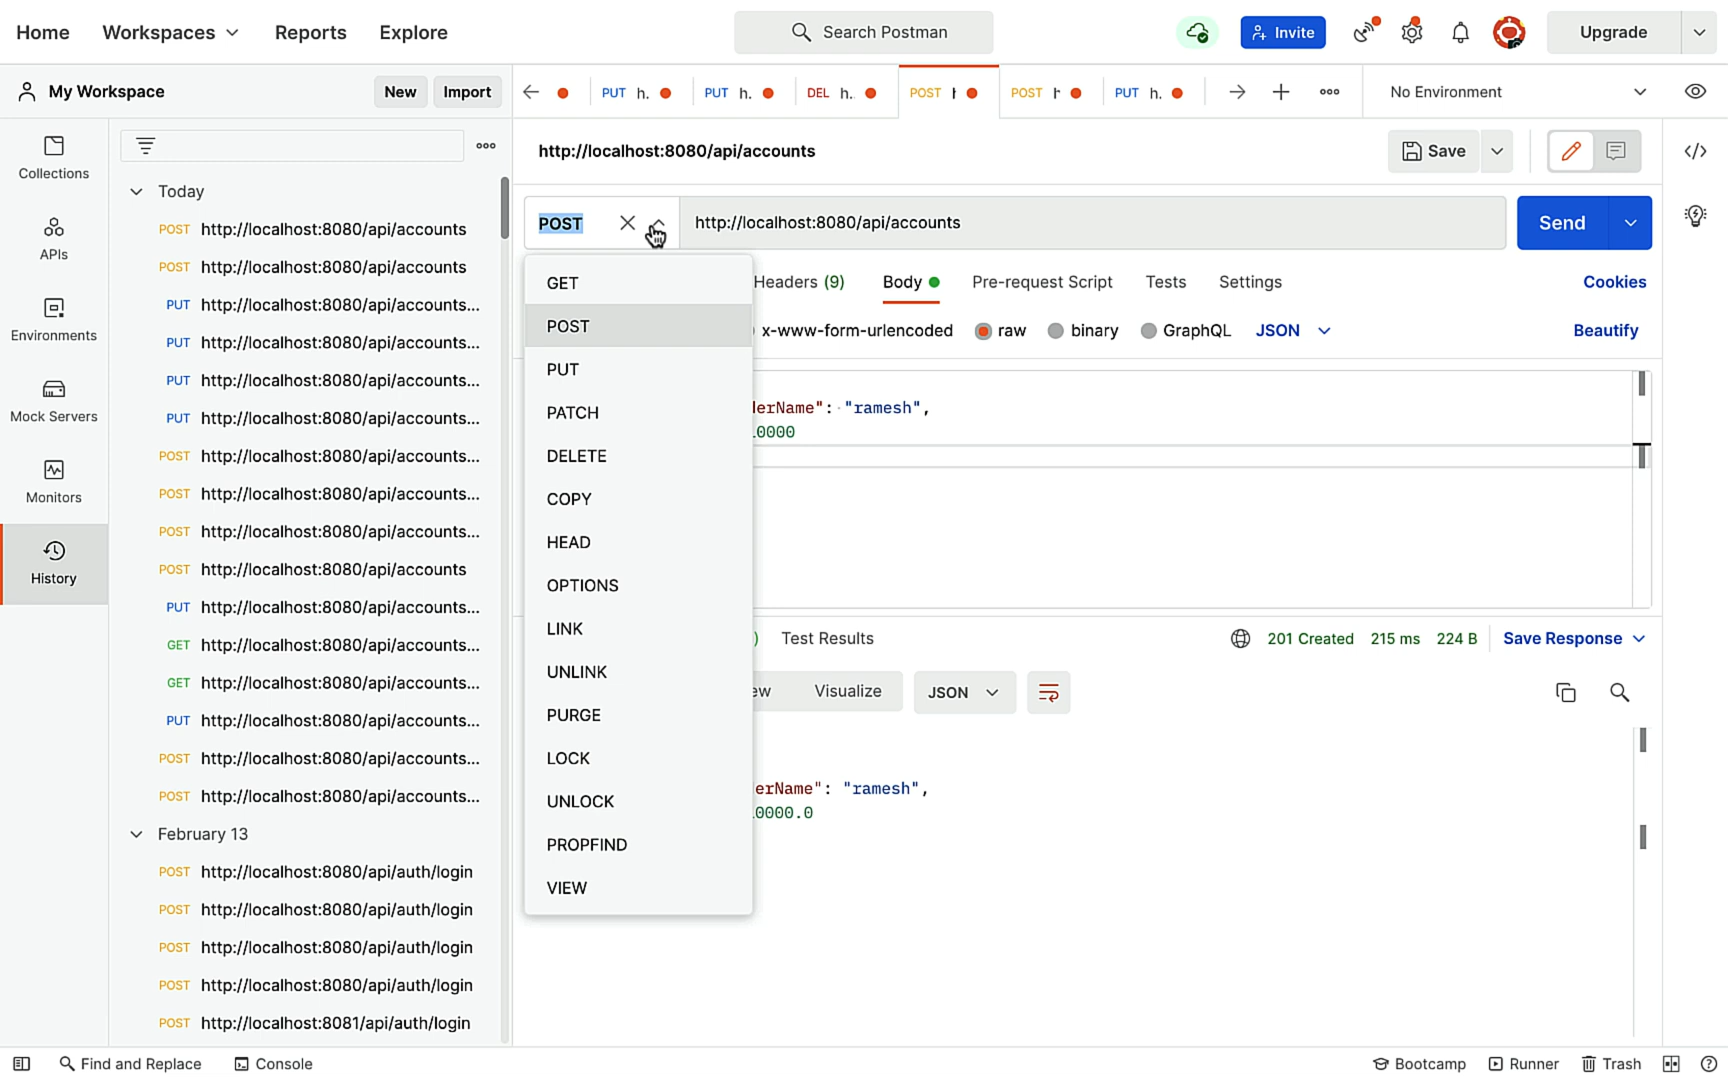 Home Workspaces Reports Explore Search Postman Invite Upgrade
My Workspace New Import PUT h. PUT h. DEL h. POST POST PUT h. No Environment
Collections
APIs
Environments
Mock Servers
Monitors
History
Today
POST http://localhost:8080/api/accounts
POST http://localhost:8080/api/accounts
PUT http://localhost:8080/api/accounts...
PUT http://localhost:8080/api/accounts...
PUT http://localhost:8080/api/accounts...
PUT http://localhost:8080/api/accounts...
POST http://localhost:8080/api/accounts...
POST http://localhost:8080/api/accounts...
POST http://localhost:8080/api/accounts...
POST http://localhost:8080/api/accounts
PUT http://localhost:8080/api/accounts...
GET http://localhost:8080/api/accounts...
GET http://localhost:8080/api/accounts...
PUT http://localhost:8080/api/accounts...
POST http://localhost:8080/api/accounts...
POST http://localhost:8080/api/accounts...
February 13
POST http://localhost:8080/api/auth/login
POST http://localhost:8080/api/auth/login
POST http://localhost:8080/api/auth/login
POST http://localhost:8080/api/auth/login
POST http://localhost:8081/api/auth/login
http://localhost:8080/api/accounts Save
POST http://localhost:8080/api/accounts Send
GET
POST
PUT
PATCH
DELETE
COPY
HEAD
OPTIONS
LINK
UNLINK
PURGE
LOCK
UNLOCK
PROPFIND
VIEW
Headers (9) Body Pre-request Script Tests Settings Cookies
x-www-form-urlencoded raw binary GraphQL JSON Beautify
erName": "ramesh",
0000
) Test Results 201 Created 215 ms 224 B Save Response
ew Visualize JSON
erName": "ramesh",
0000.0
Find and Replace Console Bootcamp Runner Trash